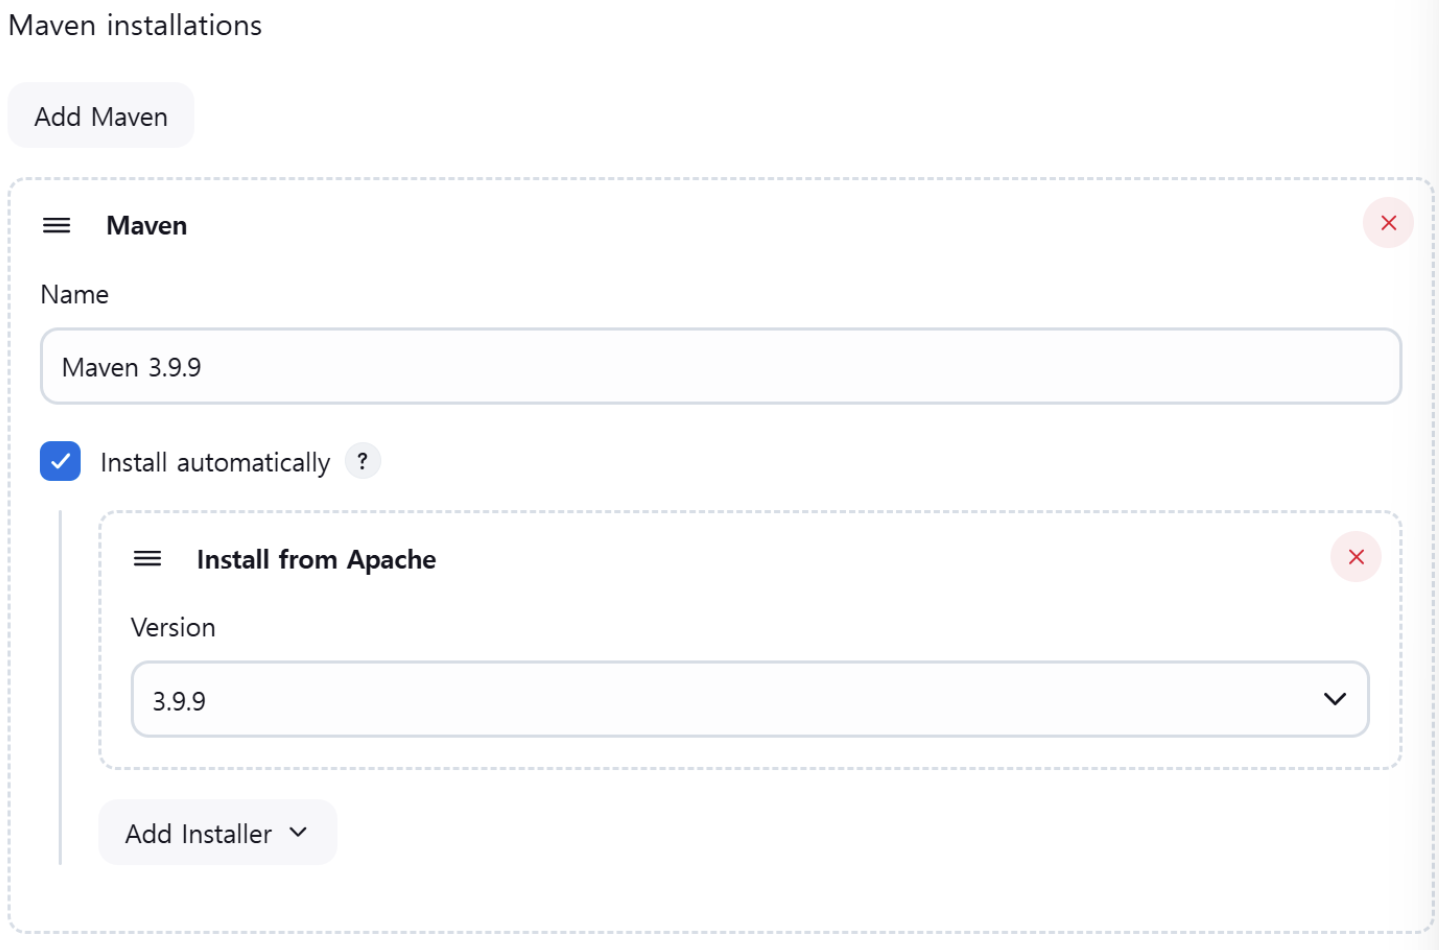 Maven installations
Add Maven
Maven
Name
Maven 3.9.9
Install automatically ?
Install from Apache
Version
3.9.9
Add Installer